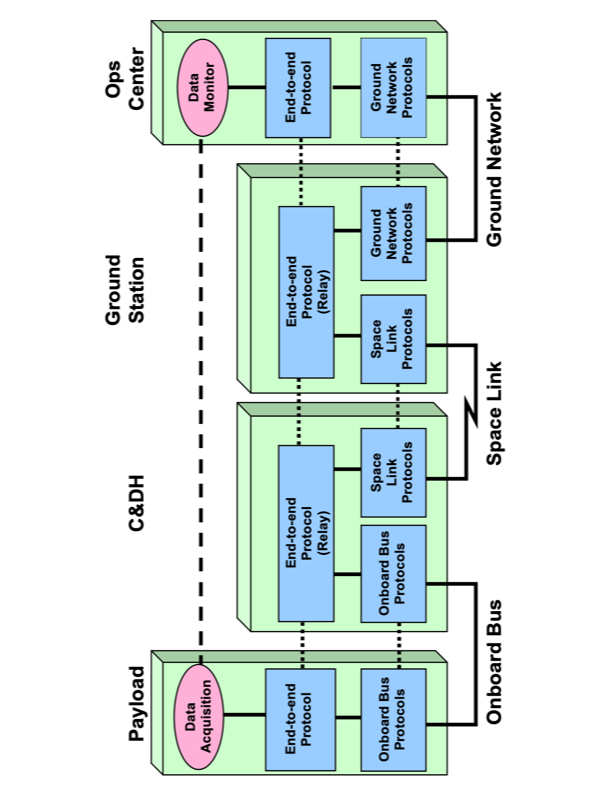 Payload
C&DH
Ground
Station
Ops
Center
Data
Acquisition
Data
Monitor
End-to-end
Protocol
End-to-end
Protocol
(Relay)
End-to-end
Protocol
(Relay)
End-to-end
Protocol
Onboard Bus
Protocols
Onboard Bus
Protocols
Space
Link
Protocols
Space
Link
Protocols
Ground
Network
Protocols
Ground
Network
Protocols
Onboard Bus
Space Link
Ground Network